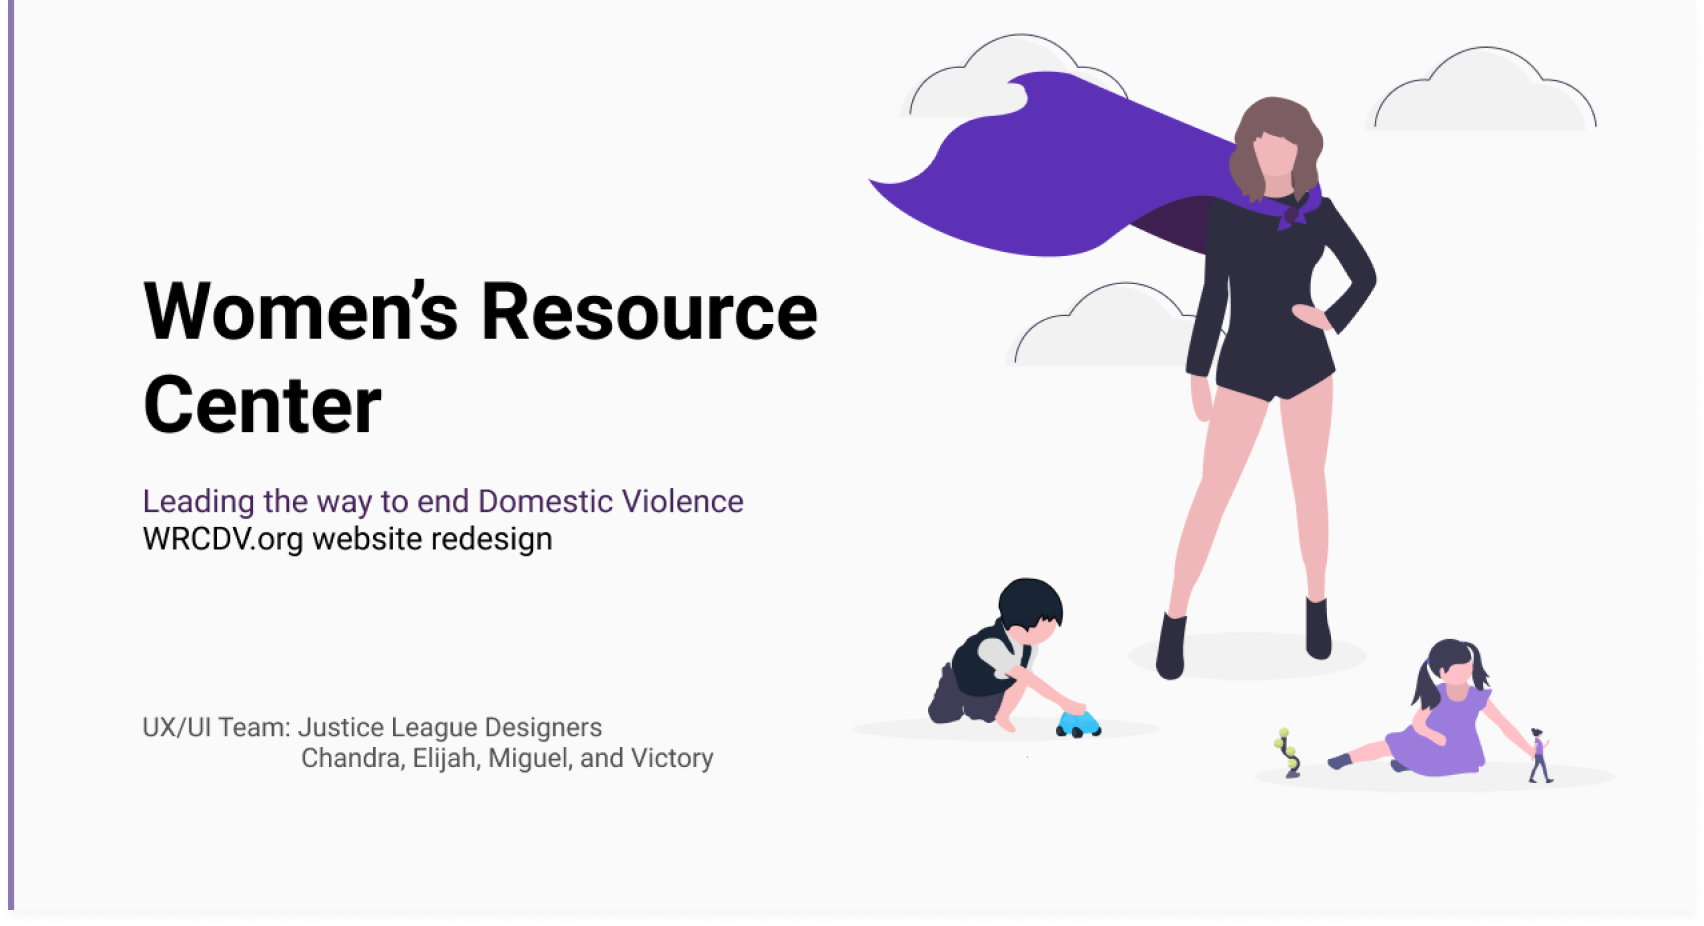 Women’s Resource
Center
Leading the way to end Domestic Violence
WRCDV.org website redesign
UX/UI Team: Justice League Designers
Chandra, Elijah, Miguel, and Victory